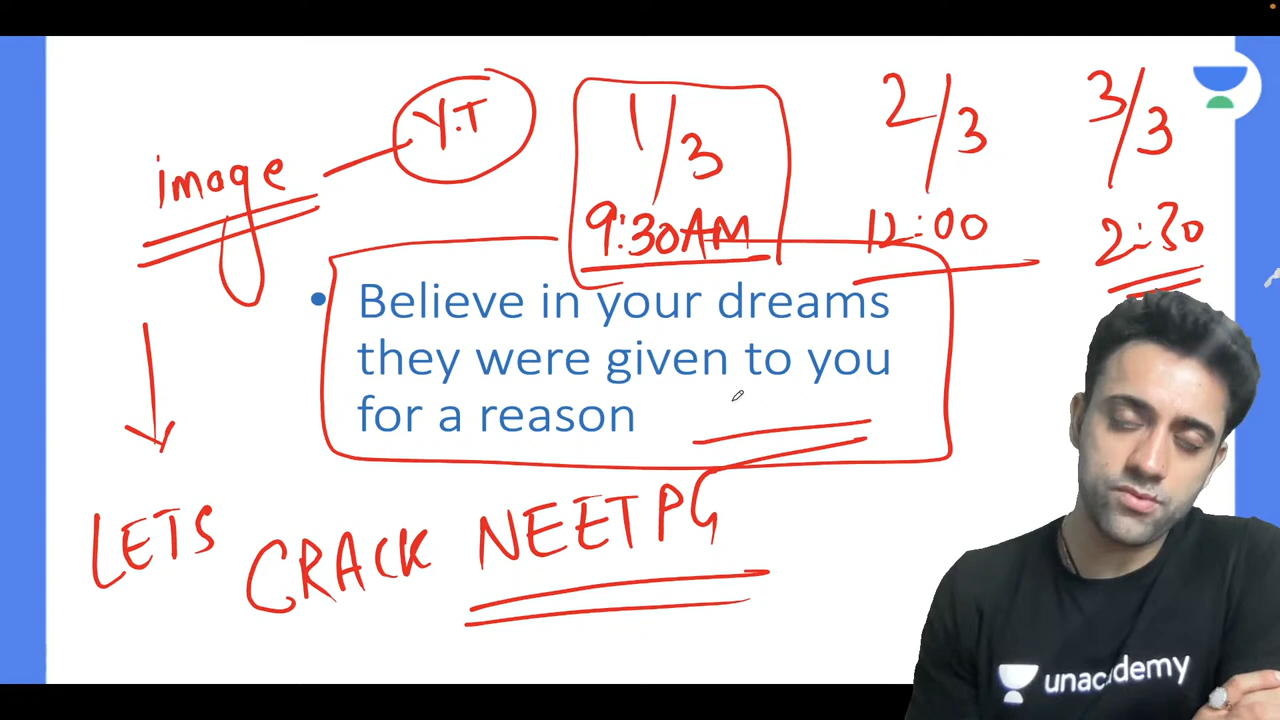 image Y.T 1/3 2/3 3/3
9:30AM 12:00 2:30
• Believe in your dreams
they were given to you
for a reason
LETS CRACK NEETPG
unacademy